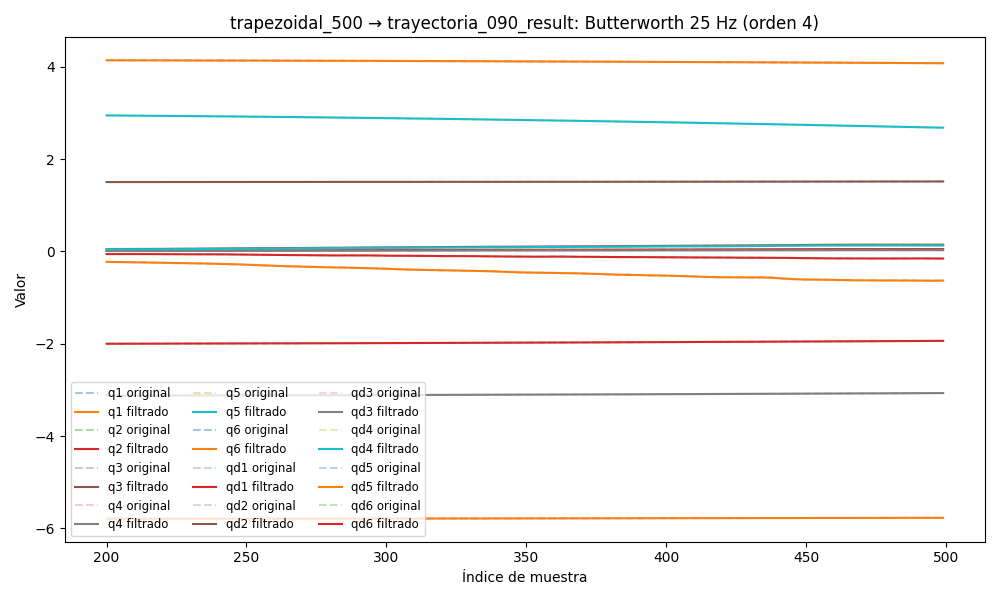 trapezoidal_500 → trayectoria_090_result: Butterworth 25 Hz (orden 4)
4
2
0
−2
−4
−6
Valor
q1 original
q1 filtrado
q2 original
q2 filtrado
q3 original
q3 filtrado
q4 original
q4 filtrado
q5 original
q5 filtrado
q6 original
q6 filtrado
qd1 original
qd1 filtrado
qd2 original
qd2 filtrado
qd3 original
qd3 filtrado
qd4 original
qd4 filtrado
qd5 original
qd5 filtrado
qd6 original
qd6 filtrado
200 250 300 350 400 450 500
Índice de muestra